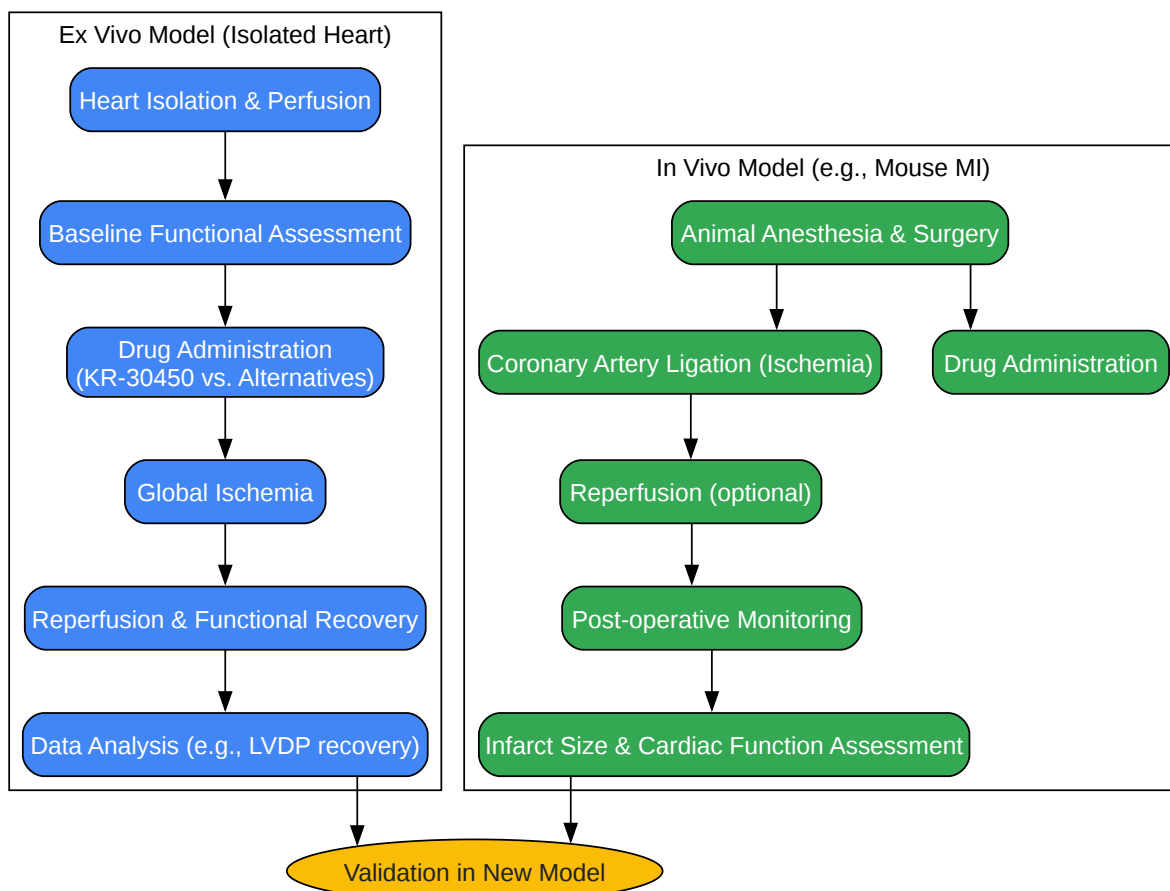 Ex Vivo Model (Isolated Heart)
Heart Isolation & Perfusion
Baseline Functional Assessment
Drug Administration
(KR-30450 vs. Alternatives)
Global Ischemia
Reperfusion & Functional Recovery
Data Analysis (e.g., LVDP recovery)
In Vivo Model (e.g., Mouse MI)
Animal Anesthesia & Surgery
Coronary Artery Ligation (Ischemia)
Drug Administration
Reperfusion (optional)
Post-operative Monitoring
Infarct Size & Cardiac Function Assessment
Validation in New Model